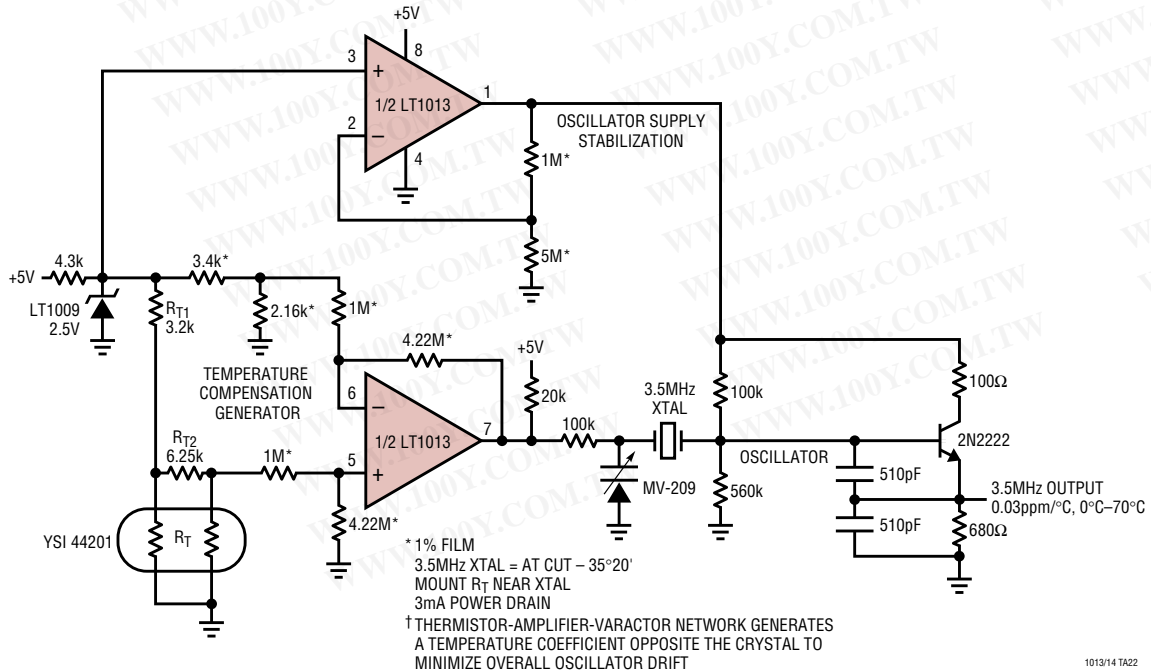 +5V
3
8
+
1/2 LT1013
1
2
–
4
OSCILLATOR SUPPLY
STABILIZATION
1M*
5M*
+5V
4.3k
3.4k*
LT1009
2.5V
RT1
3.2k
2.16k*
1M*
TEMPERATURE
COMPENSATION
GENERATOR
4.22M*
+5V
20k
6
–
1/2 LT1013
7
5
+
RT2
6.25k
1M*
4.22M*
YSI 44201
RT
100k
3.5MHz
XTAL
MV-209
100k
560k
OSCILLATOR
100Ω
2N2222
510pF
510pF
680Ω
3.5MHz OUTPUT
0.03ppm/°C, 0°C–70°C
* 1% FILM
3.5MHz XTAL = AT CUT – 35°20'
MOUNT RT NEAR XTAL
3mA POWER DRAIN
† THERMISTOR-AMPLIFIER-VARACTOR NETWORK GENERATES
A TEMPERATURE COEFFICIENT OPPOSITE THE CRYSTAL TO
MINIMIZE OVERALL OSCILLATOR DRIFT
1013/14 TA22
WWW.100Y.COM.TW